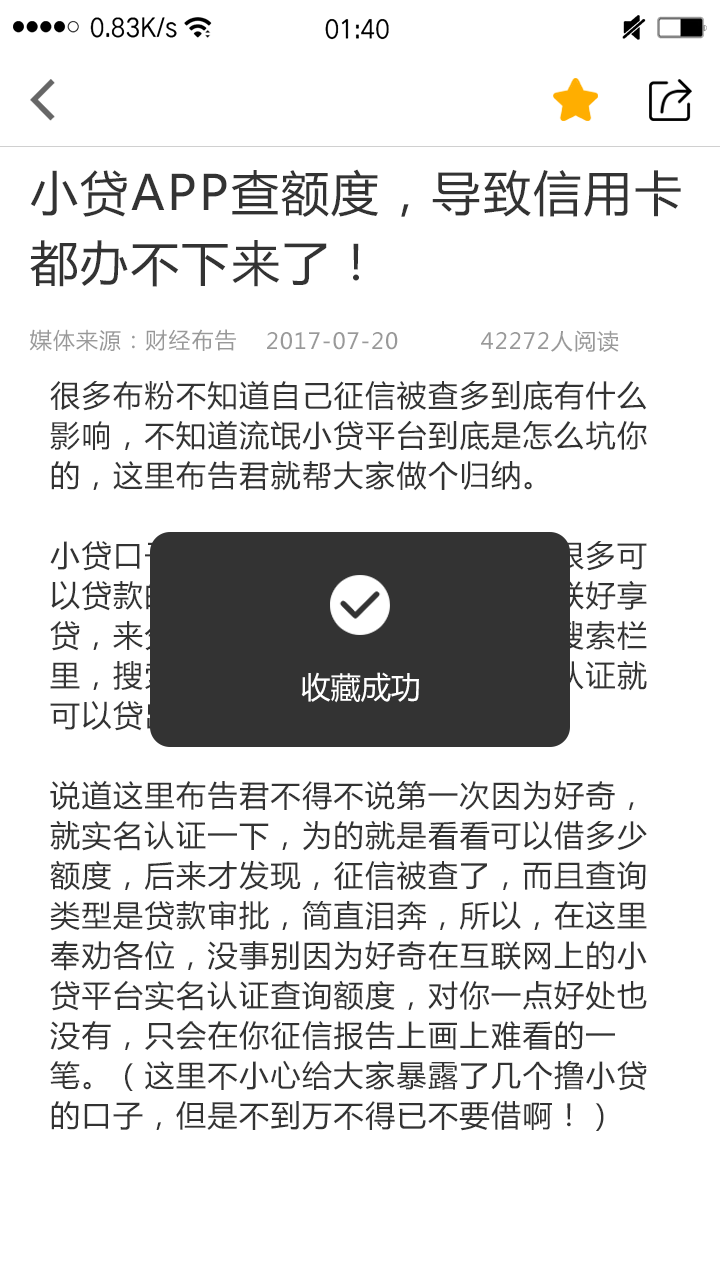 0.83K/s
01:40
小贷APP查额度，导致信用卡
都办不下来了！
媒体来源：财经布告 2017-07-20 42272人阅读
很多布粉不知道自己征信被查多到底有什么
影响，不知道流氓小贷平台到底是怎么坑你
的，这里布告君就帮大家做个归纳。
小贷口 很多可
以贷款 联好享
贷，来 搜索栏
里，搜 认证就
可以贷
收藏成功
说道这里布告君不得不说第一次因为好奇，
就实名认证一下，为的就是看看可以借多少
额度，后来才发现，征信被查了，而且查询
类型是贷款审批，简直泪奔，所以，在这里
奉劝各位，没事别因为好奇在互联网上的小
贷平台实名认证查询额度，对你一点好处也
没有，只会在你征信报告上画上难看的一
笔。（这里不小心给大家暴露了几个撸小贷
的口子，但是不到万不得已不要借啊！）